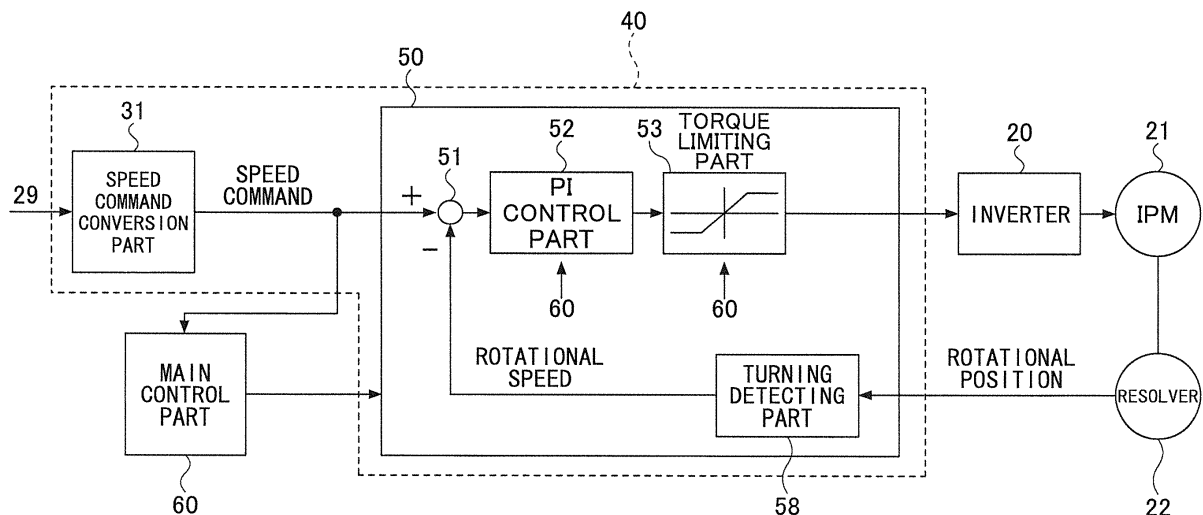 40
50
31
SPEED
COMMAND
CONVERSION
PART
29
SPEED
COMMAND
+
−
51
52
PI
CONTROL
PART
60
53
TORQUE
LIMITING
PART
60
20
INVERTER
21
IPM
MAIN
CONTROL
PART
60
ROTATIONAL
SPEED
TURNING
DETECTING
PART
58
ROTATIONAL
POSITION
RESOLVER
22